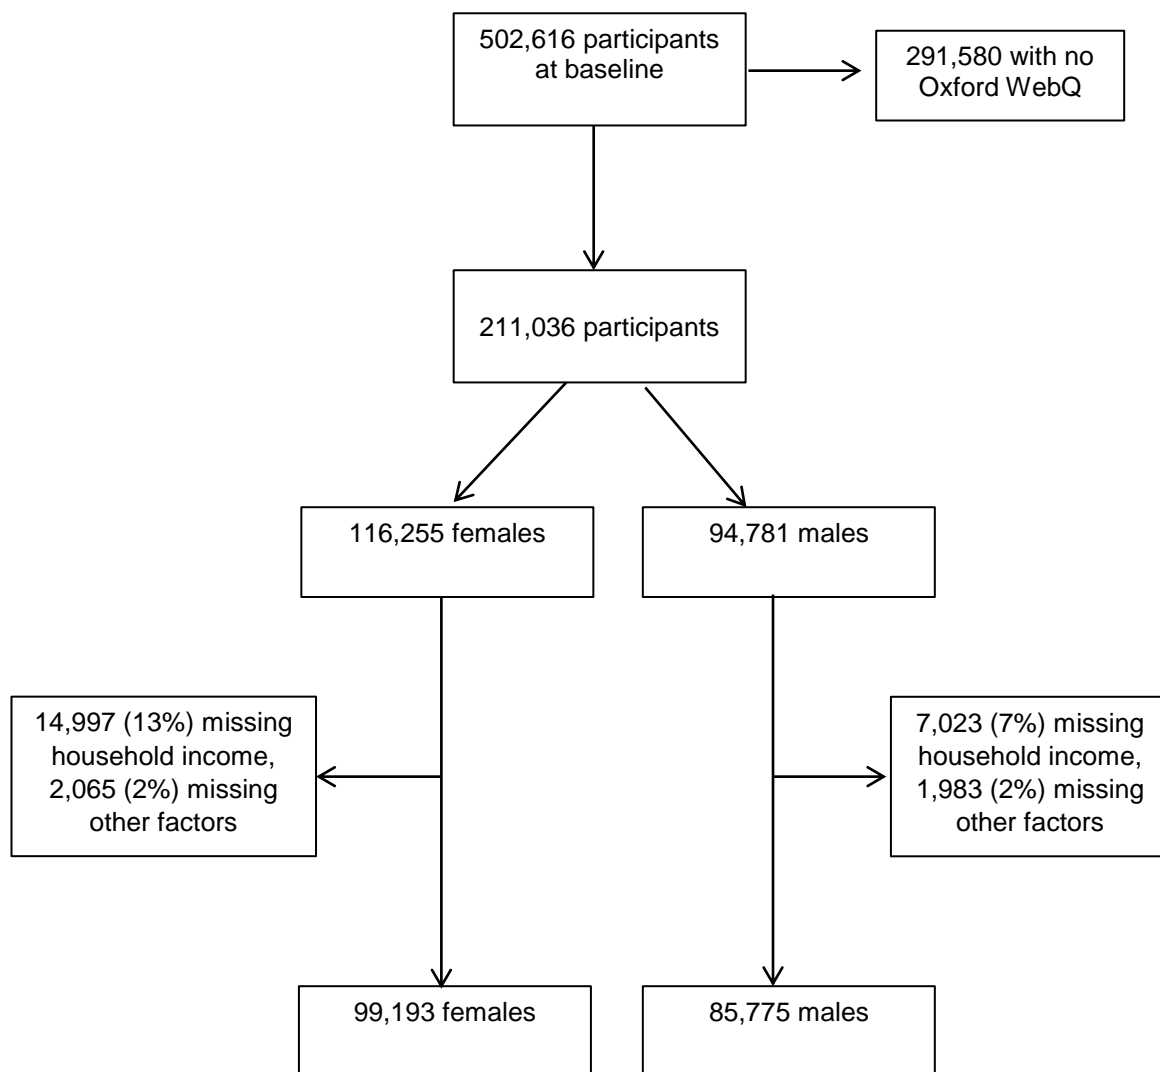 502,616 participants
at baseline
291,580 with no
Oxford WebQ
211,036 participants
116,255 females
94,781 males
14,997 (13%) missing
household income,
2,065 (2%) missing
other factors
7,023 (7%) missing
household income,
1,983 (2%) missing
other factors
99,193 females
85,775 males